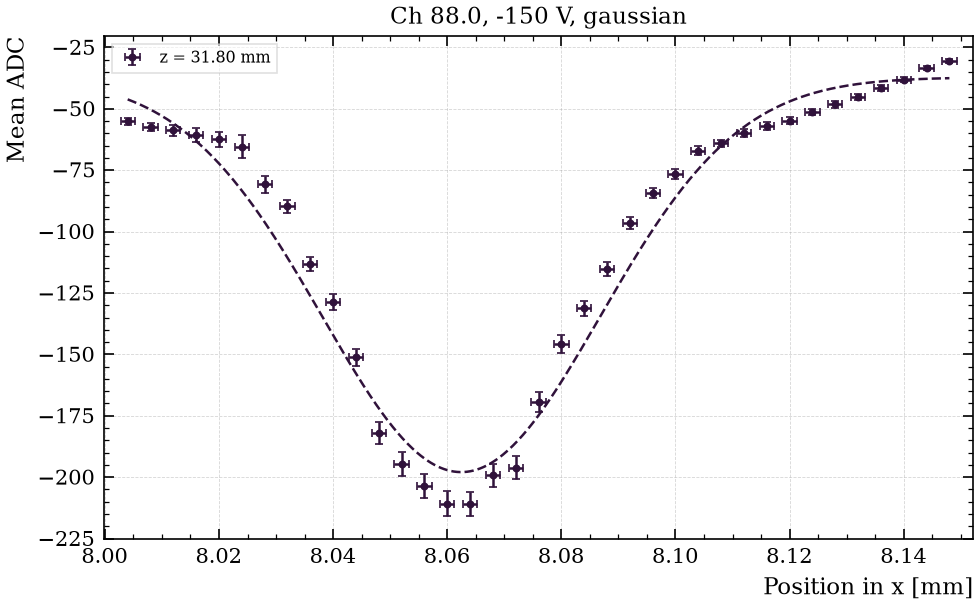 Ch 88.0, -150 V, gaussian
z = 31.80 mm
Mean ADC
−25
−50
−75
−100
−125
−150
−175
−200
−225
8.00 8.02 8.04 8.06 8.08 8.10 8.12 8.14
Position in x [mm]